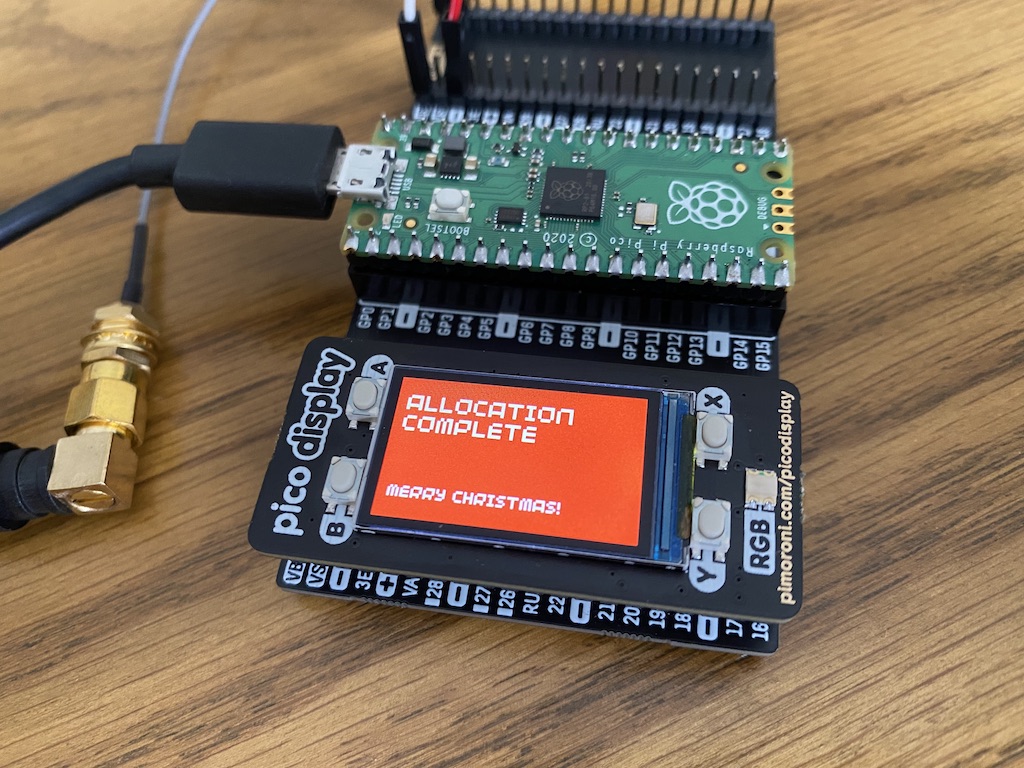 LED
USB
BOOTSEL
© 2020
Raspberry Pi Pico
DEBUG
GP0
GP1
GP2
GP3
GP4
GP5
GP6
GP7
GP8
GP9
GP10
GP11
GP12
GP13
GP14
GP15
pico display
A
B
ALLOCATION
COMPLETE
MERRY CHRISTMAS!
X
Y
RGB
pimoroni.com/picodisplay
VB
VS
3E
VA
28
27
26
RU
22
21
20
19
18
17
16